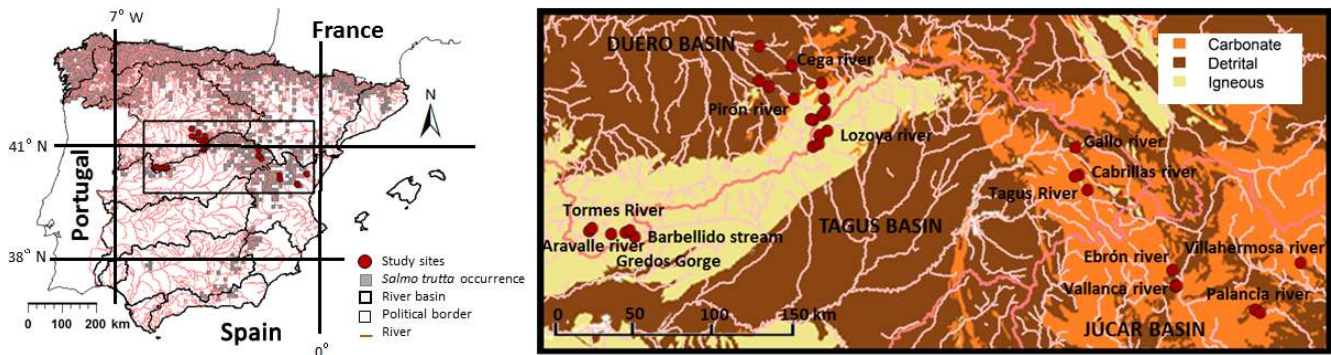 7° W
France
N
41° N
Portugal
38° N
Study sites
Salmo trutta occurrence
River basin
Political border
River
0 100 200 km
Spain
0°
DUERO BASIN
Cega river
Pirón river
Lozoya river
Carbonate
Detrital
Igneous
Gallo river
Cabrillas river
Tagus River
Tormes River
TAGUS BASIN
Aravalle river
Barbellido stream
Gredos Gorge
Ebrón river
Villahermosa river
Vallanca river
Palancia river
0 50 100 150 km
JÚCAR BASIN